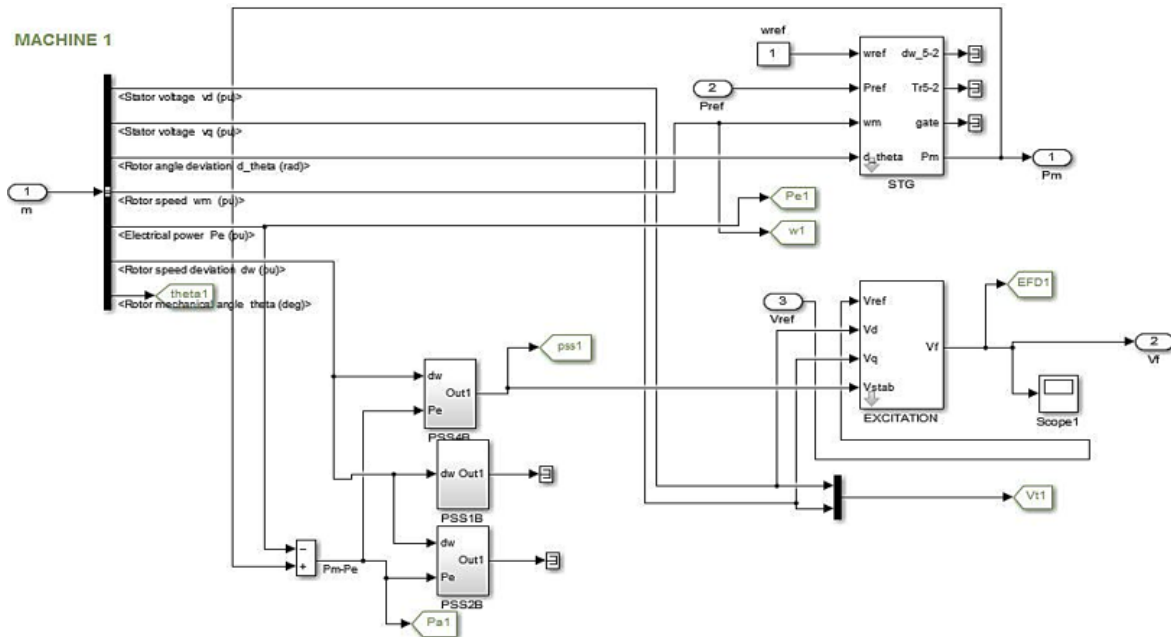 MACHINE 1
<Stator voltage vd (pu)>
<Stator voltage vq (pu)>
<Rotor angle deviation d_theta (rad)>
<Rotor speed wm (pu)>
<Electrical power Pe (pu)>
<Rotor speed deviation dw (pu)>
<Rotor mechanical angle theta (deg)>
1
m
theta1
wref
1
2
Pref
wref
Pref
wm
d_theta
dw_5-2
Tr5-2
gate
Pm
STG
1
Pm
Pe1
w1
3
Vref
Vref
Vd
Vq
Vstab
Vf
EXCITATION
EFD1
2
Vf
Scope1
pss1
dw
Pe
Out1
PSS4B
dw
Out1
PSS1B
dw
Pe
Out1
PSS2B
−
+
Pm-Pe
Pa1
Vt1